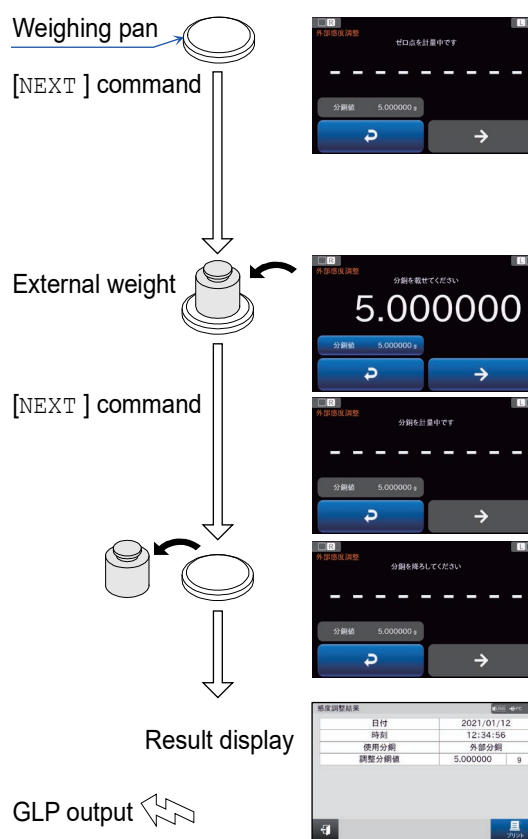 Weighing pan
[NEXT ] command
R
L
外部感度調整
ゼロ点を計量中です
－ － － － － － － －
分銅値 5.000000 g
External weight
R
L
外部感度調整
分銅を載せてください
5.000000
分銅値 5.000000 g
[NEXT ] command
R
L
外部感度調整
分銅を計量中です
－ － － － － － － －
分銅値 5.000000 g
R
L
外部感度調整
分銅を降ろしてください
－ － － － － － － －
分銅値 5.000000 g
Result display
感度調整結果
日付 2021/01/12
時刻 12:34:56
使用分銅 外部分銅
調整分銅値 5.000000 g
プリント
GLP output